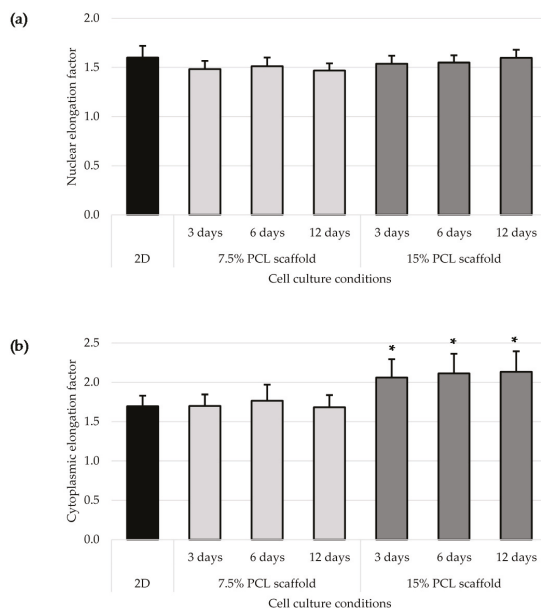 (a)
Nuclear elongation factor
2.0
1.5
1.0
0.5
0.0
3 days 6 days 12 days 3 days 6 days 12 days
2D 7.5% PCL scaffold 15% PCL scaffold
Cell culture conditions
(b)
Cytoplasmic elongation factor
2.5
2.0
1.5
1.0
0.5
0.0
* * *
3 days 6 days 12 days 3 days 6 days 12 days
2D 7.5% PCL scaffold 15% PCL scaffold
Cell culture conditions